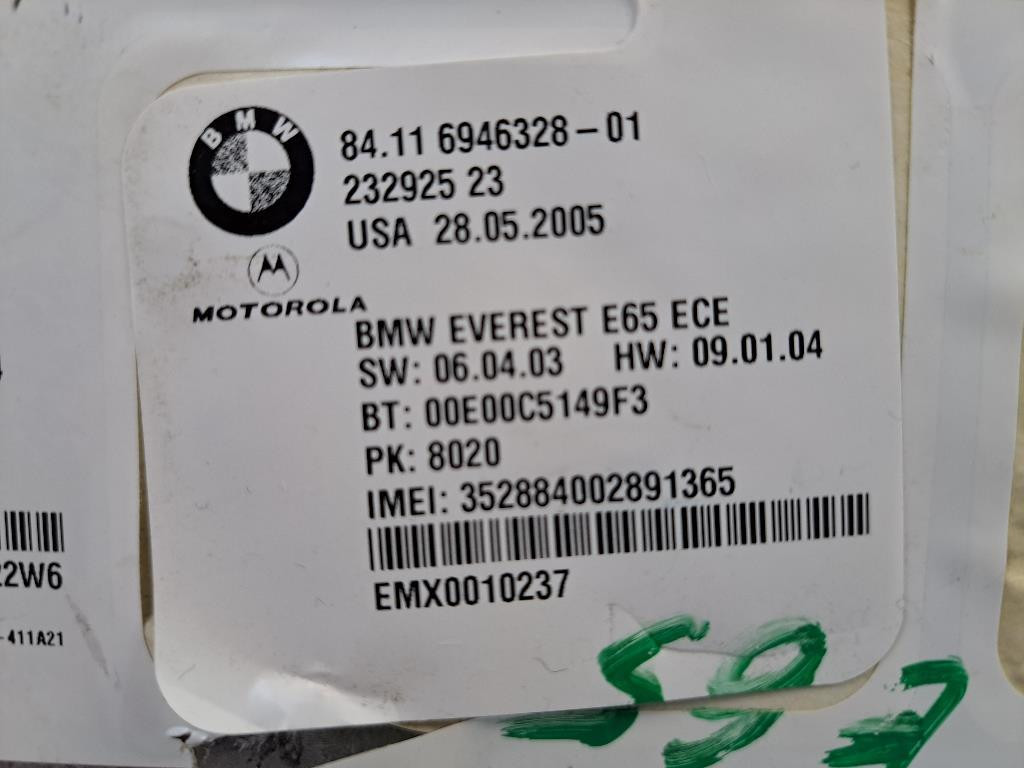 BMW
84.11 6946328-01
232925 23
USA 28.05.2005
MOTOROLA
BMW EVEREST E65 ECE
SW: 06.04.03 HW: 09.01.04
BT: 00E00C5149F3
PK: 8020
IMEI: 352884002891365
EMX0010237
22W6
-411A21